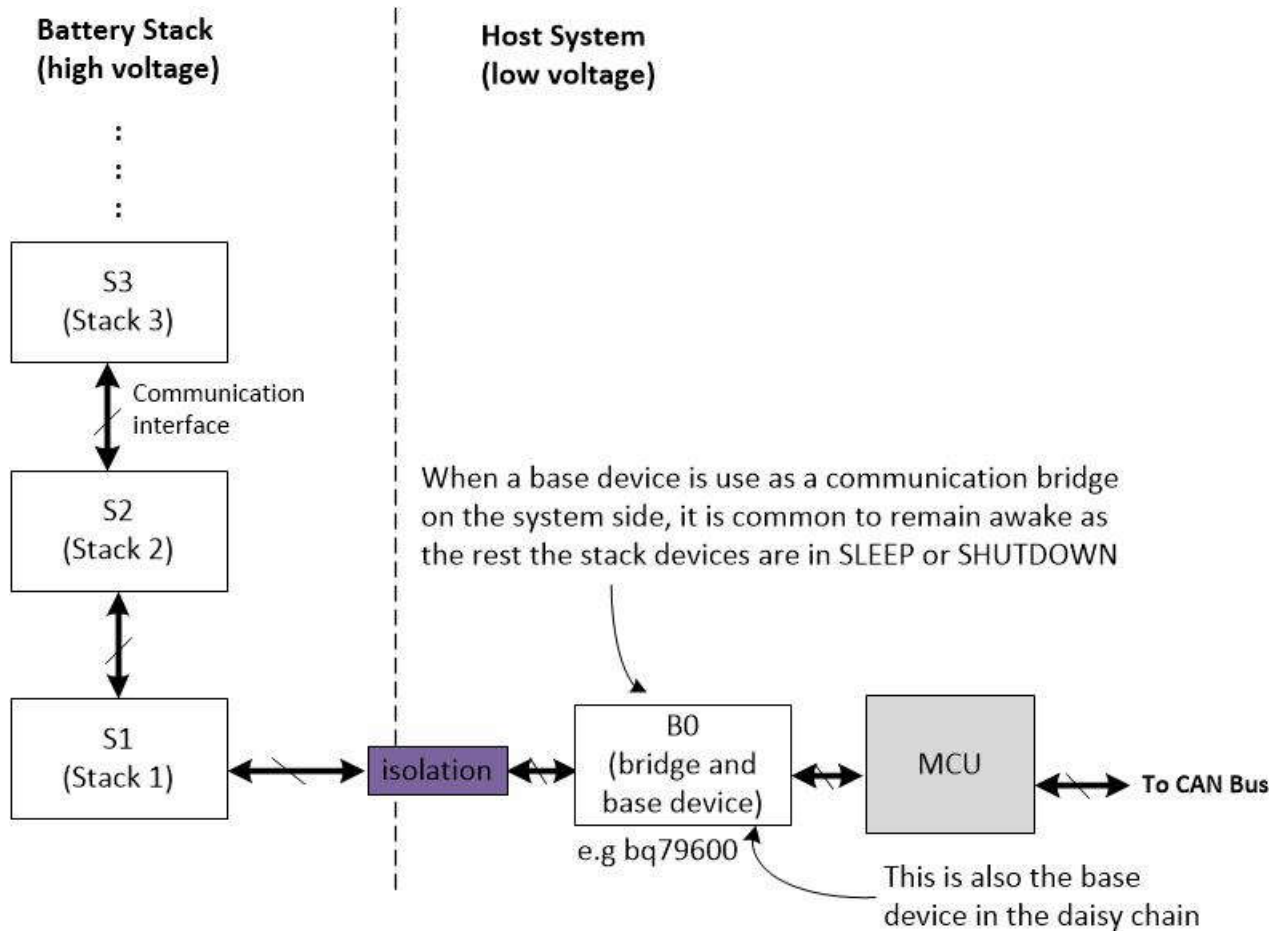 Battery Stack
(high voltage)
Host System
(low voltage)
:
:
:
S3
(Stack 3)
Communication
interface
S2
(Stack 2)
When a base device is use as a communication bridge
on the system side, it is common to remain awake as
the rest the stack devices are in SLEEP or SHUTDOWN
S1
(Stack 1)
isolation
B0
(bridge and
base device)
e.g bq79600
MCU
To CAN Bus
This is also the base
device in the daisy chain